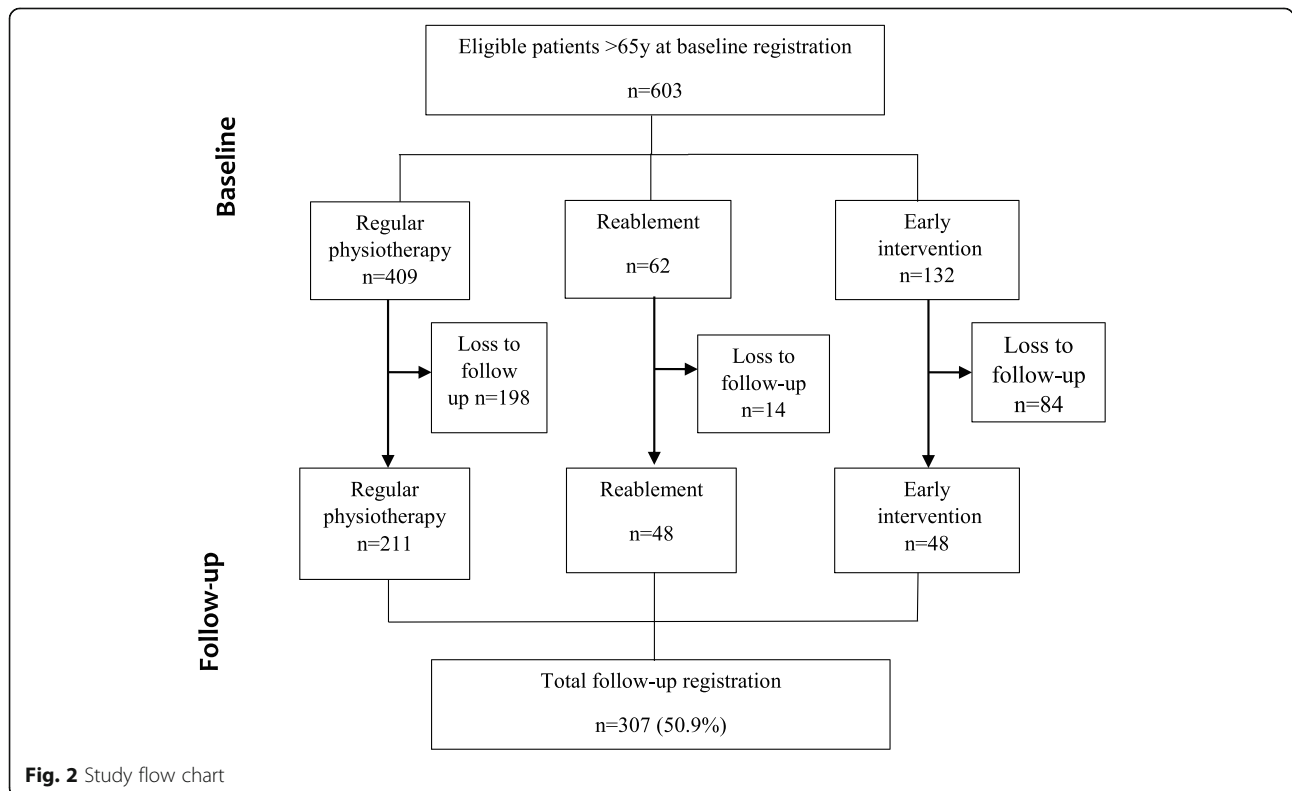 Eligible patients >65y at baseline registration
n=603
Baseline
Regular
physiotherapy
n=409
Reablement
n=62
Early
intervention
n=132
Loss to
follow
up n=198
Loss to
follow-up
n=14
Loss to
follow-up
n=84
Follow-up
Regular
physiotherapy
n=211
Reablement
n=48
Early
intervention
n=48
Total follow-up registration
n=307 (50.9%)
Fig. 2 Study flow chart